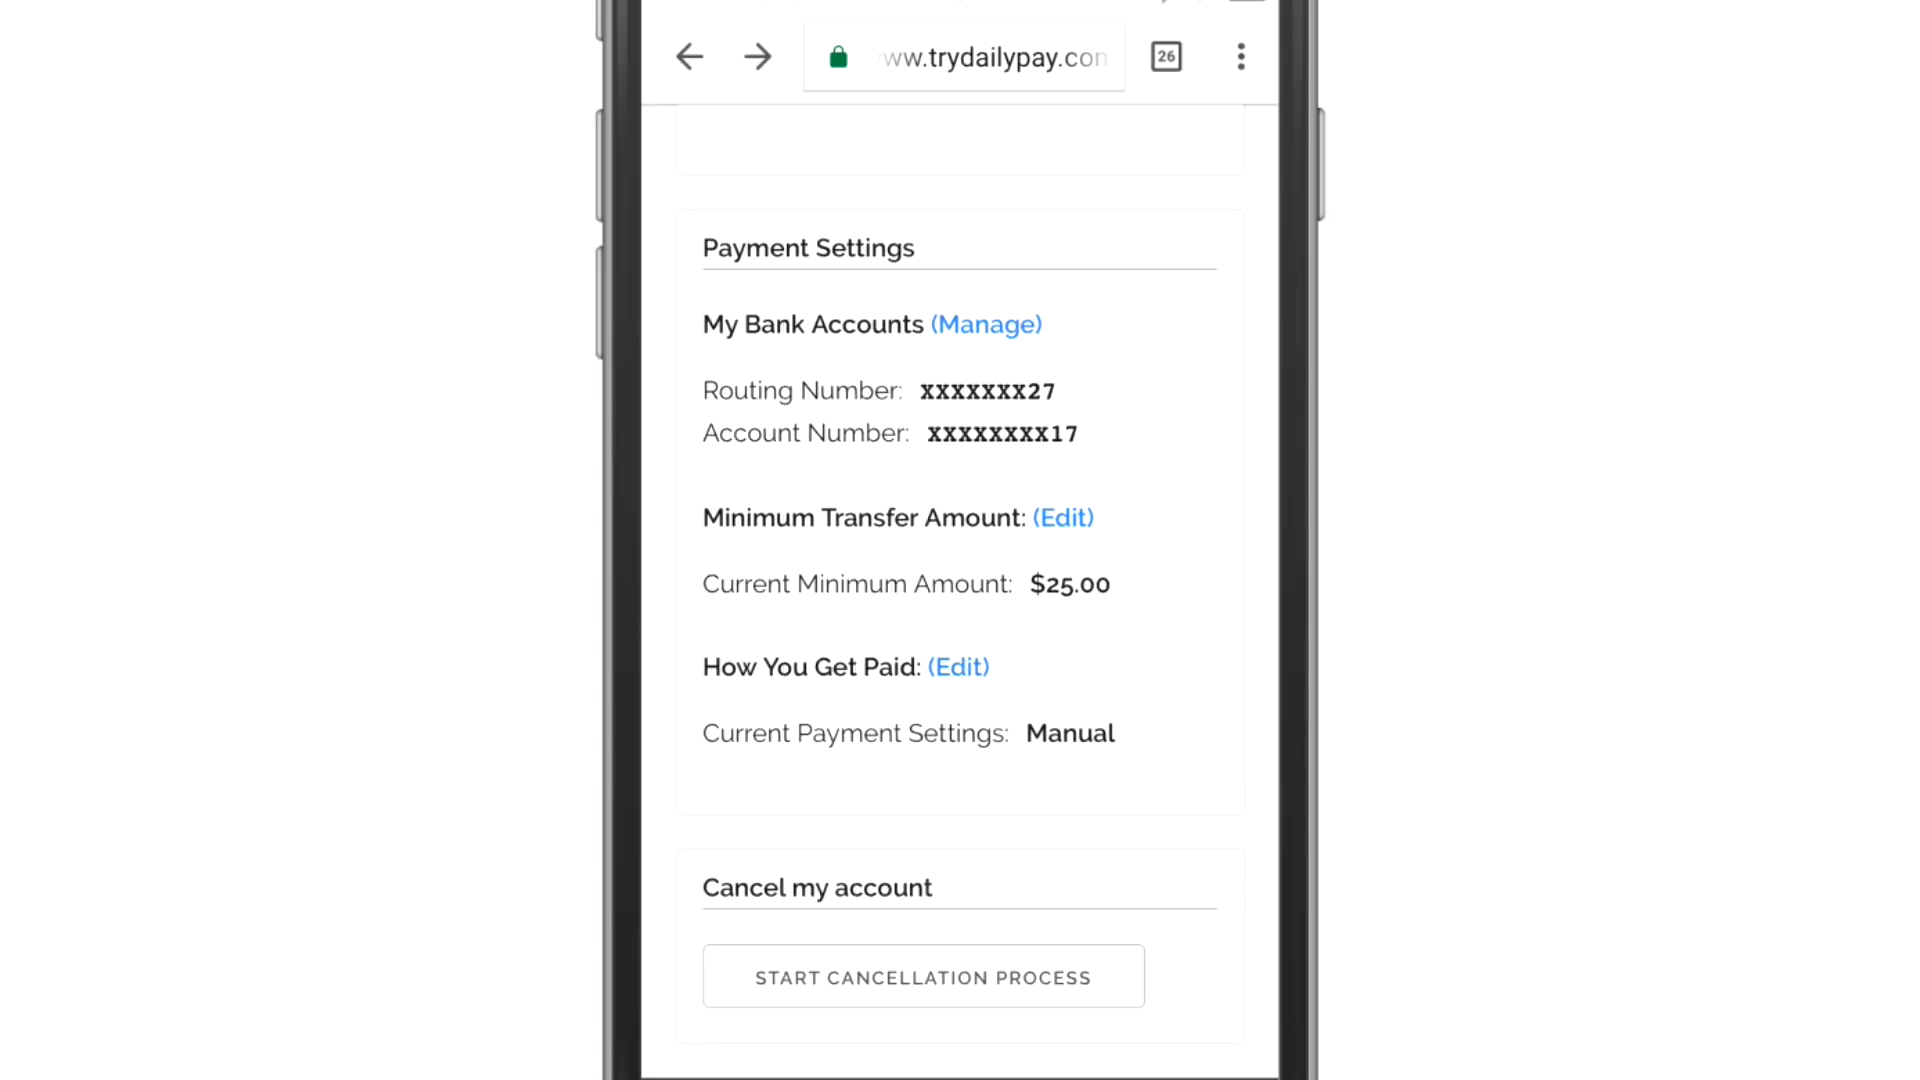 www.trydailypay.com
26
Payment Settings
My Bank Accounts (Manage)
Routing Number: XXXXXXX27
Account Number: XXXXXXXX17
Minimum Transfer Amount: (Edit)
Current Minimum Amount: $25.00
How You Get Paid: (Edit)
Current Payment Settings: Manual
Cancel my account
START CANCELLATION PROCESS